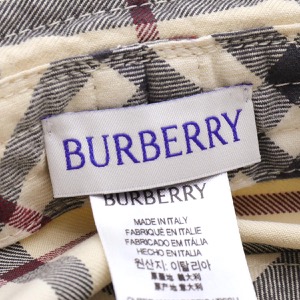 BURBERRY
BURBERRY
MADE IN ITALY
FABRIQUÉ EN ITALIE
FABRICADO EN ITALIA
HECHO EN ITÁLIA
원산지: 이탈리아